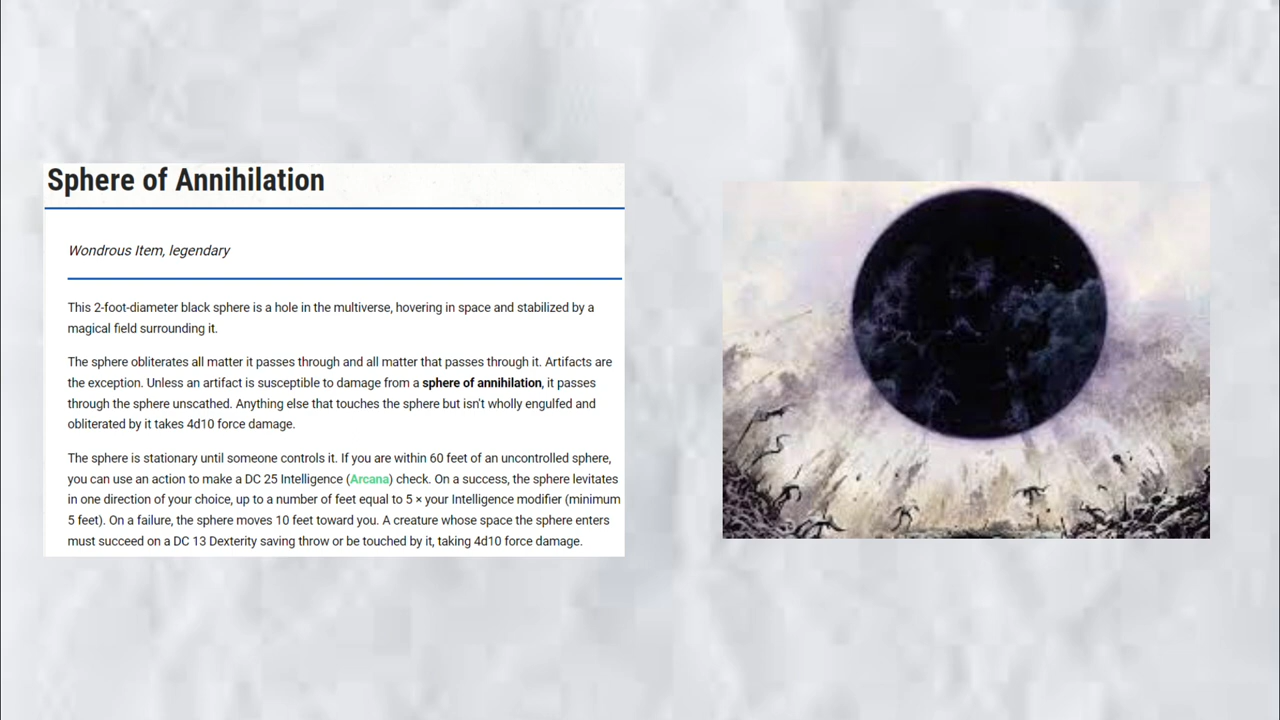 Sphere of Annihilation
Wondrous Item, legendary
This 2-foot-diameter black sphere is a hole in the multiverse, hovering in space and stabilized by a
magical field surrounding it.
The sphere obliterates all matter it passes through and all matter that passes through it. Artifacts are
the exception. Unless an artifact is susceptible to damage from a sphere of annihilation, it passes
through the sphere unscathed. Anything else that touches the sphere but isn't wholly engulfed and
obliterated by it takes 4d10 force damage.
The sphere is stationary until someone controls it. If you are within 60 feet of an uncontrolled sphere,
you can use an action to make a DC 25 Intelligence (Arcana) check. On a success, the sphere levitates
in one direction of your choice, up to a number of feet equal to 5 × your Intelligence modifier (minimum
5 feet). On a failure, the sphere moves 10 feet toward you. A creature whose space the sphere enters
must succeed on a DC 13 Dexterity saving throw or be touched by it, taking 4d10 force damage.